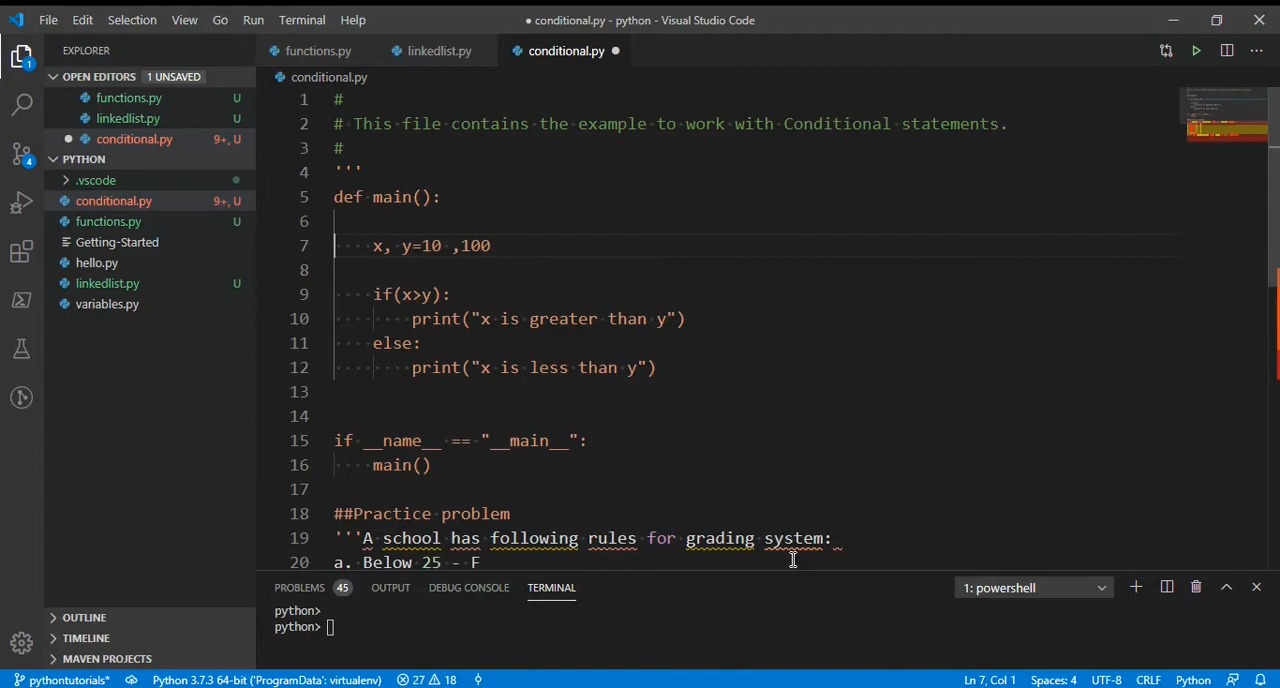 File Edit Selection View Go Run Terminal Help ● conditional.py - python - Visual Studio Code
EXPLORER
functions.py linkedlist.py conditional.py ●
OPEN EDITORS 1 UNSAVED
functions.py U
linkedlist.py U
● conditional.py 9+, U
PYTHON
.vscode
conditional.py 9+, U
functions.py U
Getting-Started
hello.py
linkedlist.py U
variables.py
OUTLINE
TIMELINE
MAVEN PROJECTS
1
4
conditional.py
1 #
2 # This file contains the example to work with Conditional statements.
3 #
4 '''
5 def main():
6
7     x, y=10 ,100
8
9     if(x>y):
10         print("x is greater than y")
11     else:
12         print("x is less than y")
13
14
15 if __name__ == "__main__":
16     main()
17
18 ##Practice problem
19 '''A school has following rules for grading system:
20 a. Below 25 - F
PROBLEMS 45 OUTPUT DEBUG CONSOLE TERMINAL 1: powershell
python>
python>
pythontutorials* Python 3.7.3 64-bit ('ProgramData': virtualenv) 27 18 Ln 7, Col 1 Spaces: 4 UTF-8 CRLF Python